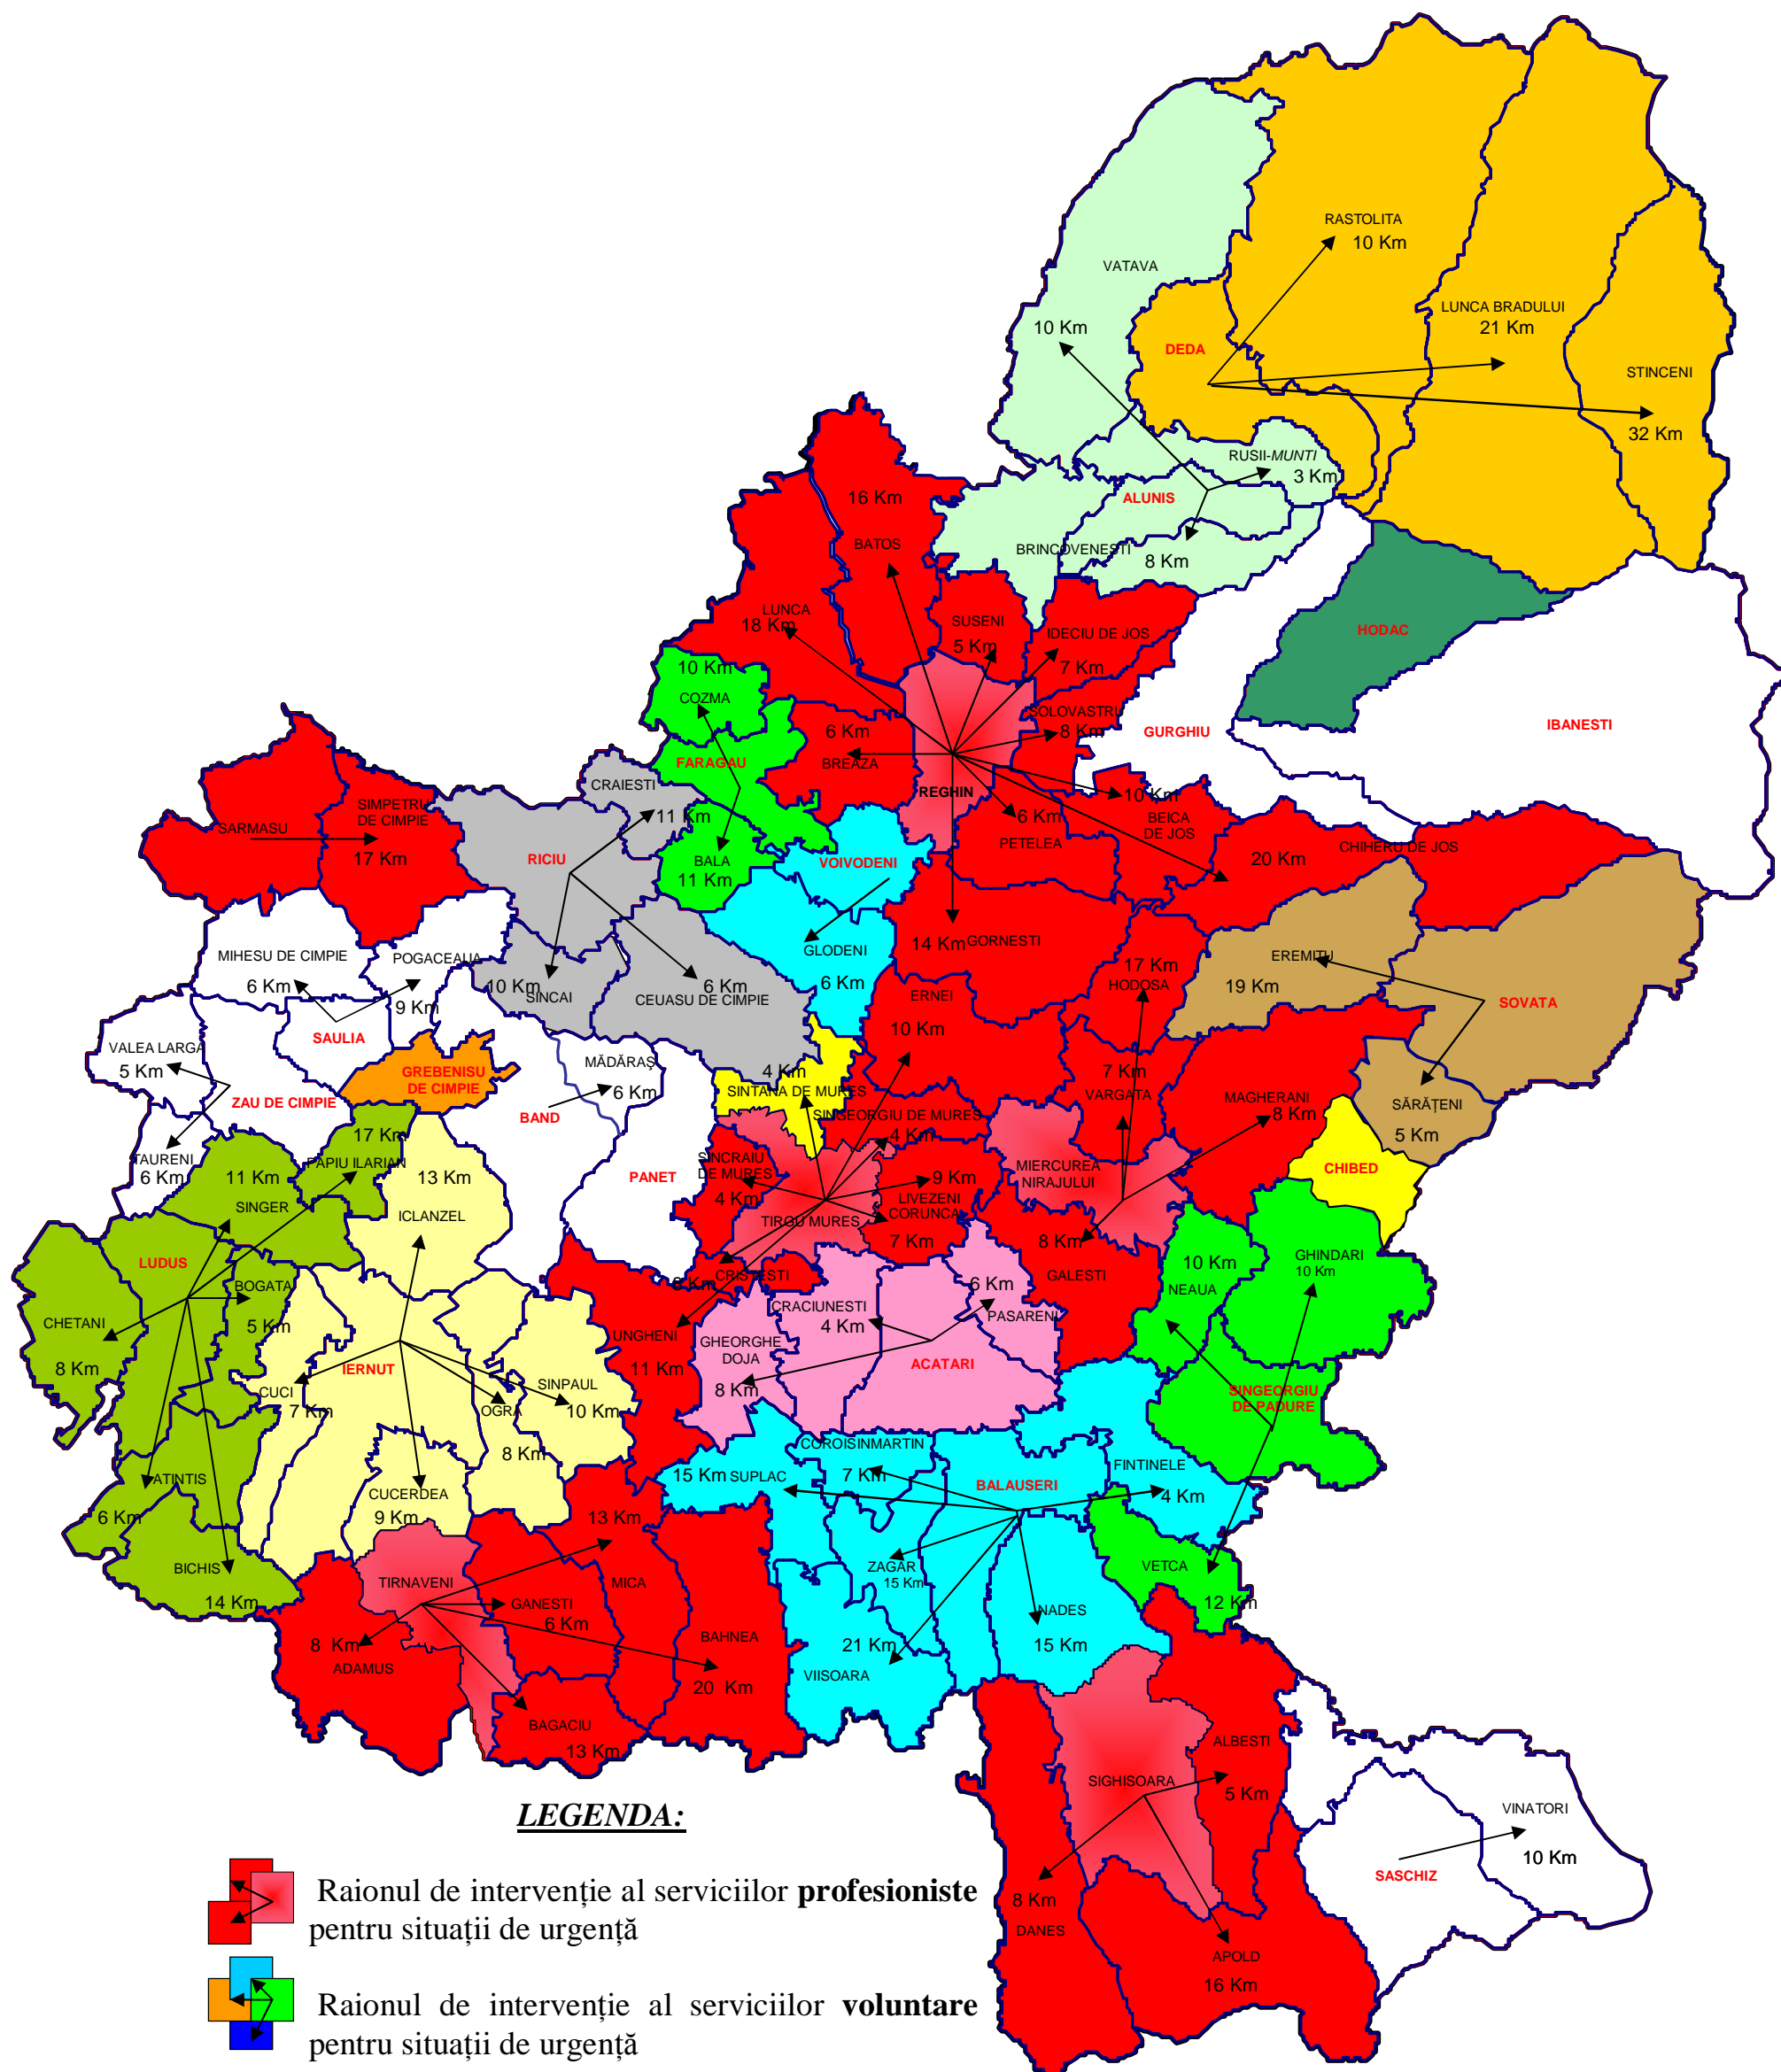 RASTOLITA
10 Km
VATAVA
LUNCA BRADULUI
21 Km
10 Km
DEDA
STINCENI
32 Km
RUSII-MUNTI
3 Km
16 Km
ALUNIS
BATOS
BRINCOVENESTI
8 Km
LUNCA
18 Km
SUSENI
5 Km
IDECIU DE JOS
7 Km
HODAC
10 Km
COZMA
SOLOVASTRU
8 Km
6 Km
GURGHIU
IBANESTI
FARAGAU
BREAZA
CRAIESTI
REGHIN
10 Km
SIMPETRU
DE CIMPIE
11 Km
6 Km
BEICA
DE JOS
SARMASU
17 Km
RICIU
BALA
11 Km
VOIVODENI
PETELEA
20 Km
CHIHERU DE JOS
14 Km
GORNESTI
MIHESU DE CIMPIE
POGACEAUA
GLODENI
EREMITU
6 Km
9 Km
10 Km
SINCAI
6 Km
CEUASU DE CIMPIE
6 Km
ERNEI
17 Km
HODOSA
19 Km
SOVATA
10 Km
SAULIA
VALEA LARGA
5 Km
GREBENISU
DE CIMPIE
MĂDĂRAŞ
6 Km
4 Km
SINTANA DE MURES
7 Km
VARGATA
MAGHERANI
8 Km
SĂRĂȚENI
5 Km
ZAU DE CIMPIE
BAND
SINGEORGIU DE MURES
4 Km
17 Km
TAURENI
6 Km
PAPIU ILARIAN
11 Km
SINGER
13 Km
PANET
SINCRAIU
DE MURES
4 Km
MIERCUREA
NIRAJULUI
CHIBED
9 Km
LIVEZENI
CORUNCA
7 Km
ICLANZEL
TIRGU MURES
8 Km
10 Km
GHINDARI
10 Km
LUDUS
BOGATA
5 Km
CRISTESTI
6 Km
GALESTI
NEAUA
CHETANI
8 Km
UNGHENI
11 Km
CRACIUNESTI
4 Km
6 Km
PASARENI
GHEORGHE
DOJA
8 Km
ACATARI
IERNUT
CUCI
7 Km
SINPAUL
10 Km
OGRA
8 Km
SINGEORGIU
DE PADURE
COROISINMARTIN
7 Km
15 Km
SUPLAC
FINTINELE
4 Km
ATINTIS
6 Km
CUCERDEA
9 Km
BALAUSERI
13 Km
BICHIS
14 Km
TIRNAVENI
MICA
GANESTI
6 Km
ZAGAR
15 Km
VETCA
12 Km
NADES
15 Km
8 Km
ADAMUS
BAHNEA
20 Km
21 Km
VIISOARA
BAGACIU
13 Km
ALBESTI
5 Km
SIGHISOARA
VINATORI
10 Km
SASCHIZ
8 Km
DANES
APOLD
16 Km
LEGENDA:
Raionul de intervenție al serviciilor profesioniste
pentru situații de urgență
Raionul de intervenție al serviciilor voluntare
pentru situații de urgență